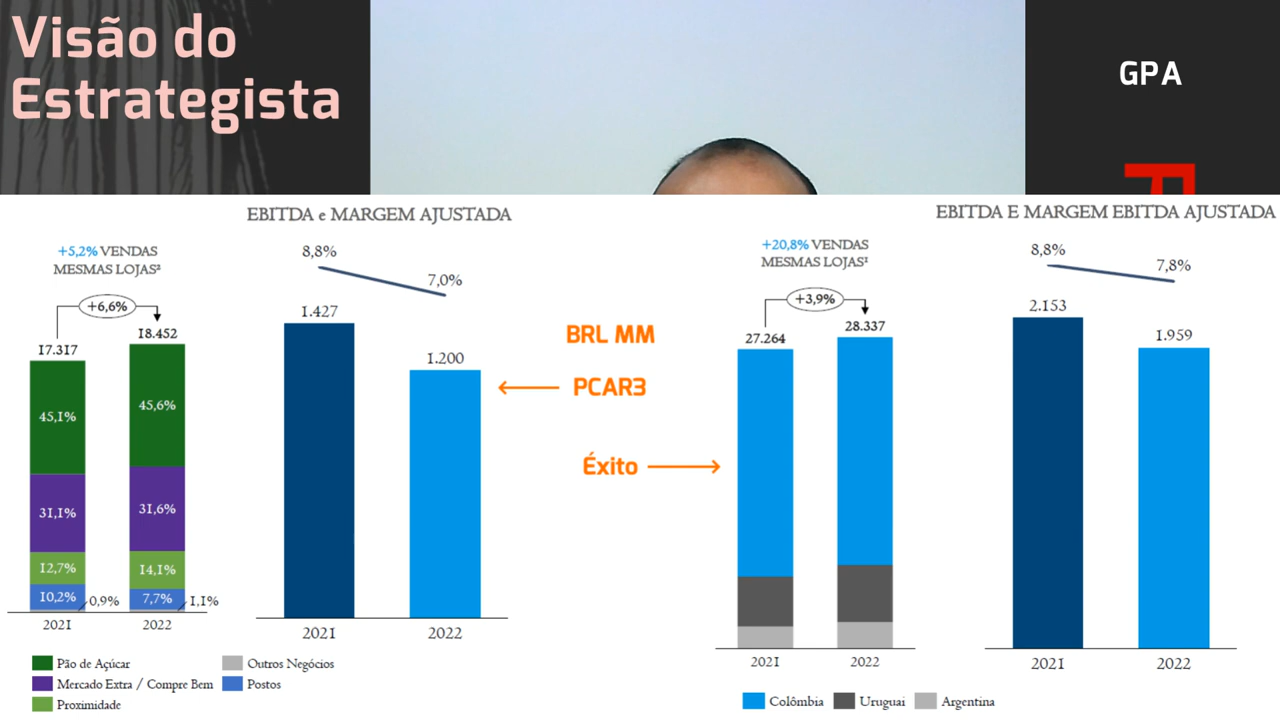 Visão do
Estrategista
GPA
F
EBITDA e MARGEM AJUSTADA
+5,2% VENDAS
MESMAS LOJAS²
+6,6%
17.317
18.452
45,1%
45,6%
31,1%
31,6%
12,7%
14,1%
10,2%
0,9%
7,7%
1,1%
2021
2022
Pão de Açúcar
Mercado Extra / Compre Bem
Proximidade
Outros Negócios
Postos
8,8%
7,0%
1.427
1.200
2021
2022
BRL MM
PCAR3
Éxito
EBITDA E MARGEM EBITDA AJUSTADA
+20,8% VENDAS
MESMAS LOJAS²
+3,9%
27.264
28.337
2021
2022
Colômbia
Uruguai
Argentina
8,8%
7,8%
2.153
1.959
2021
2022